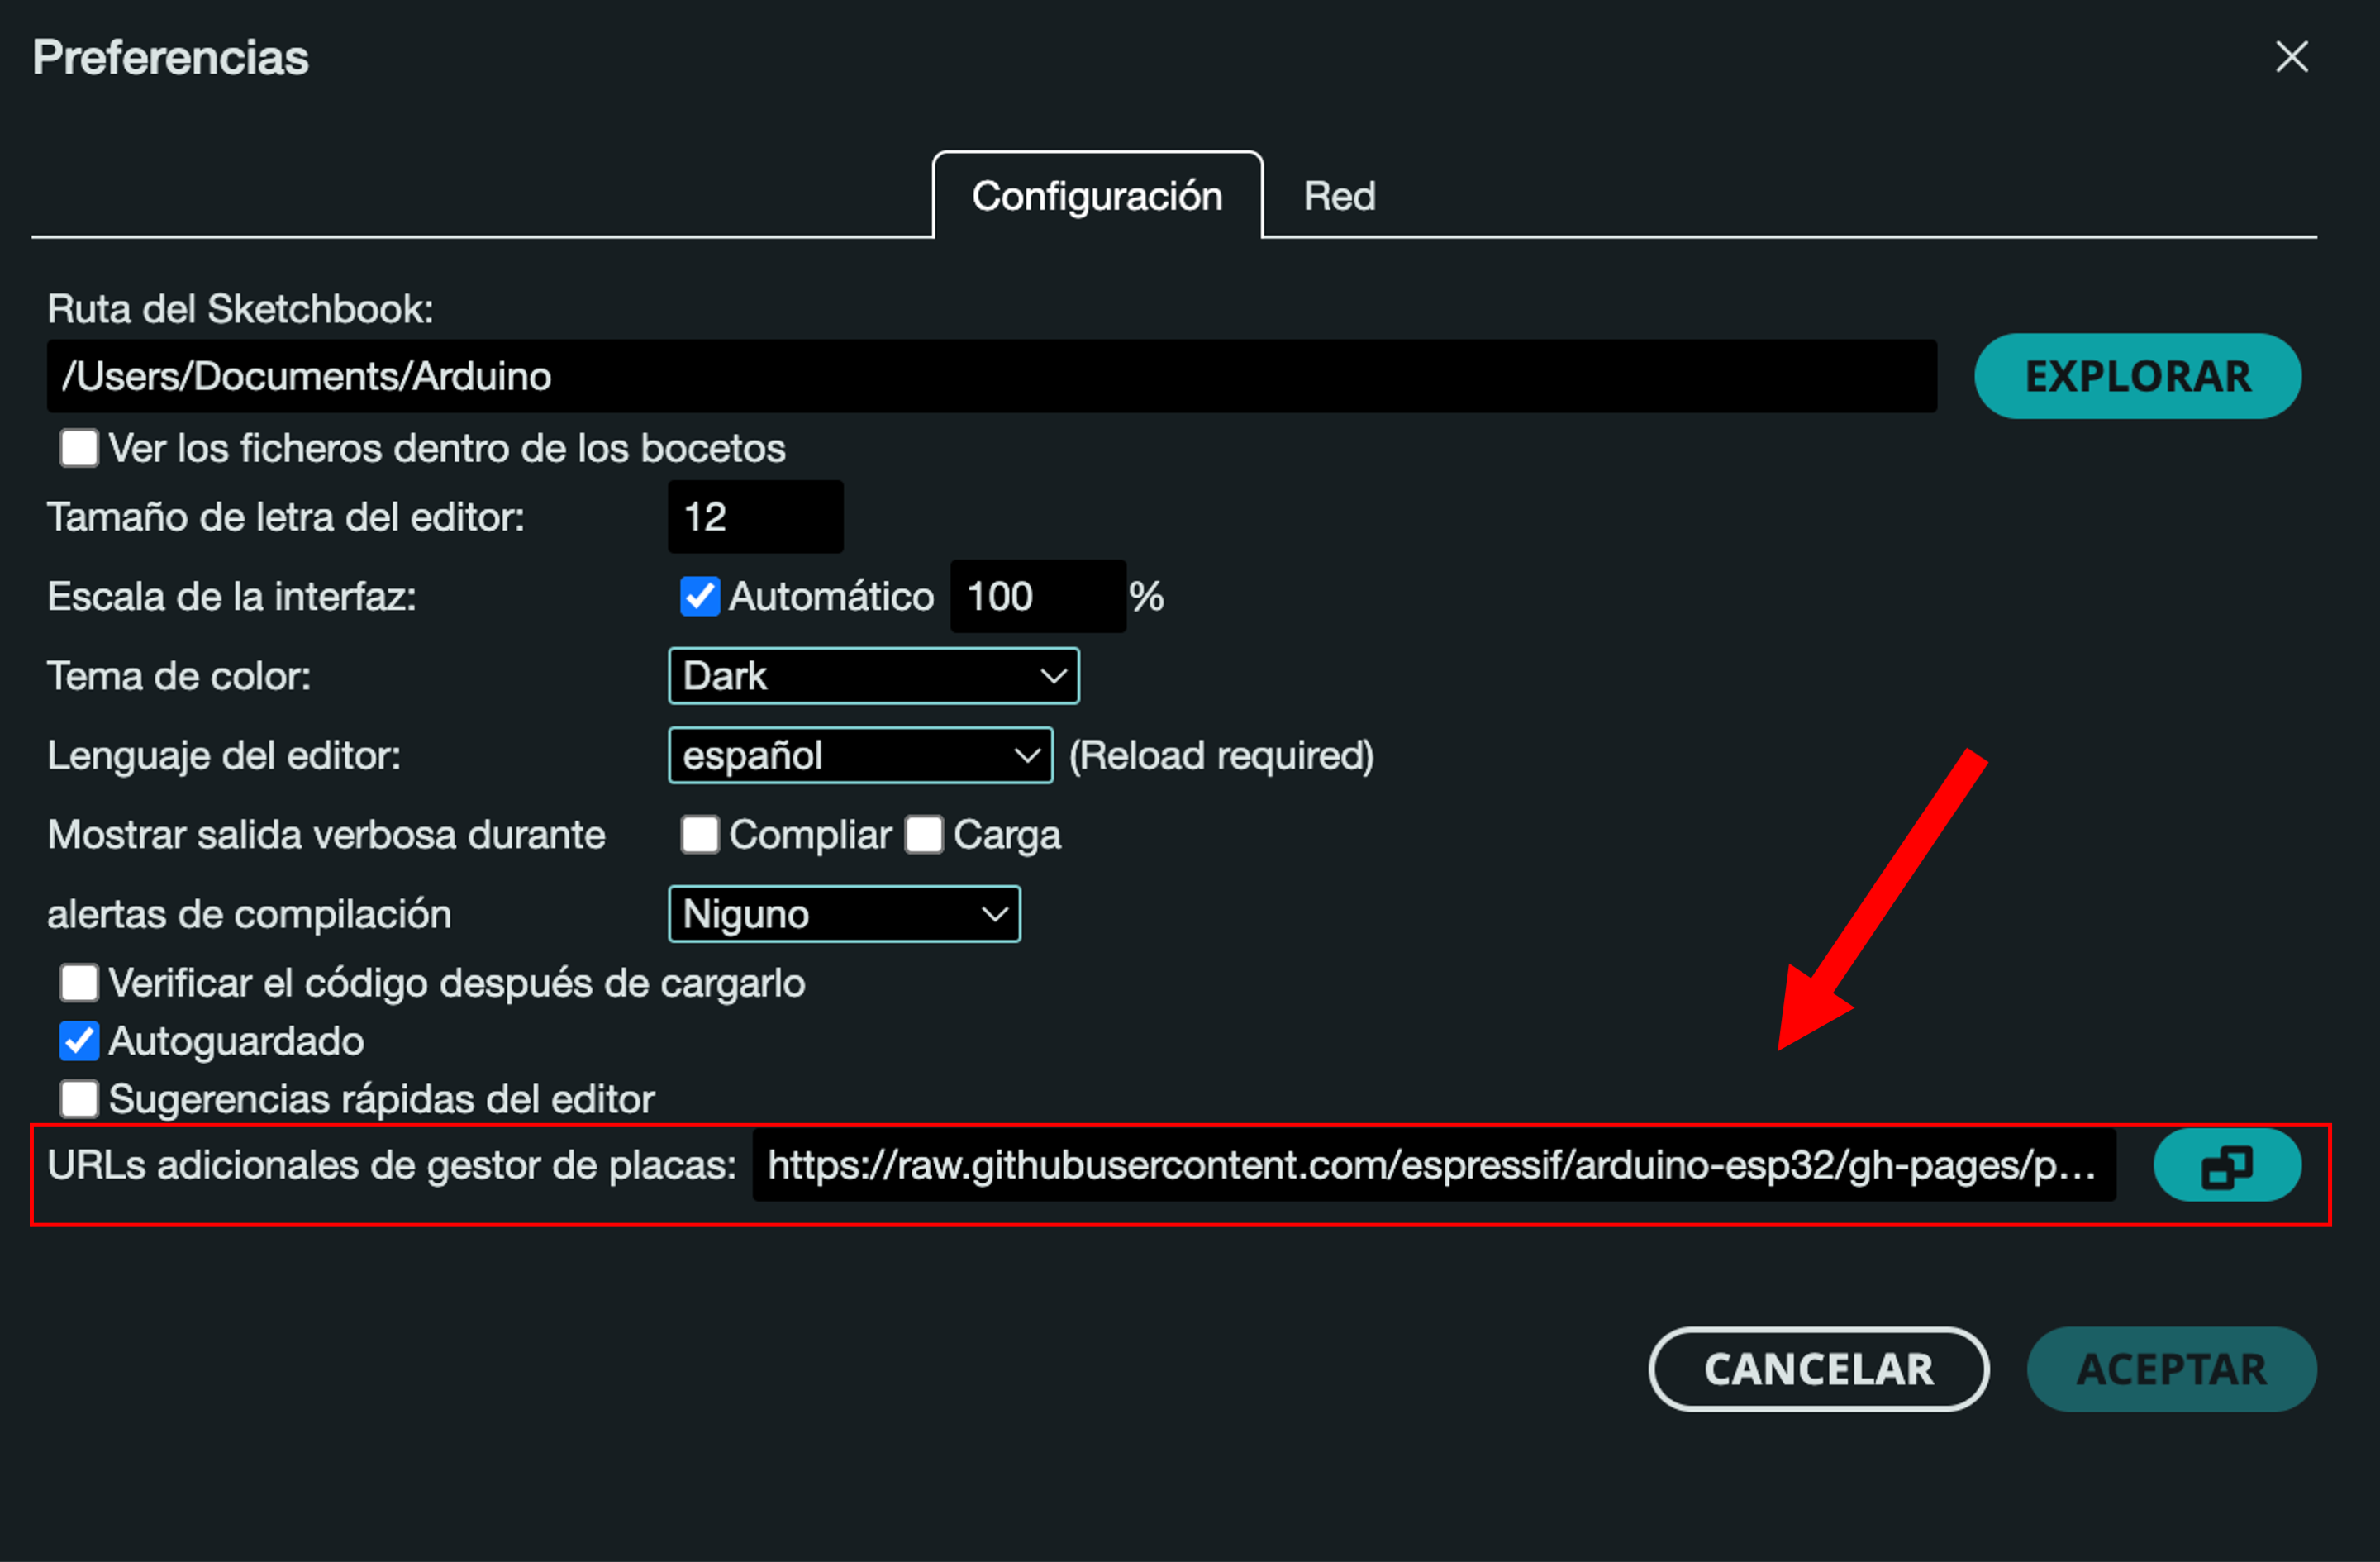 Preferencias
Configuración Red
Ruta del Sketchbook:
/Users/Documents/Arduino EXPLORAR
Ver los ficheros dentro de los bocetos
Tamaño de letra del editor: 12
Escala de la interfaz: Automático 100 %
Tema de color: Dark
Lenguaje del editor: español (Reload required)
Mostrar salida verbosa durante Compliar Carga
alertas de compilación Niguno
Verificar el código después de cargarlo
Autoguardado
Sugerencias rápidas del editor
URLs adicionales de gestor de placas: https://raw.githubusercontent.com/espressif/arduino-esp32/gh-pages/p...
CANCELAR ACEPTAR